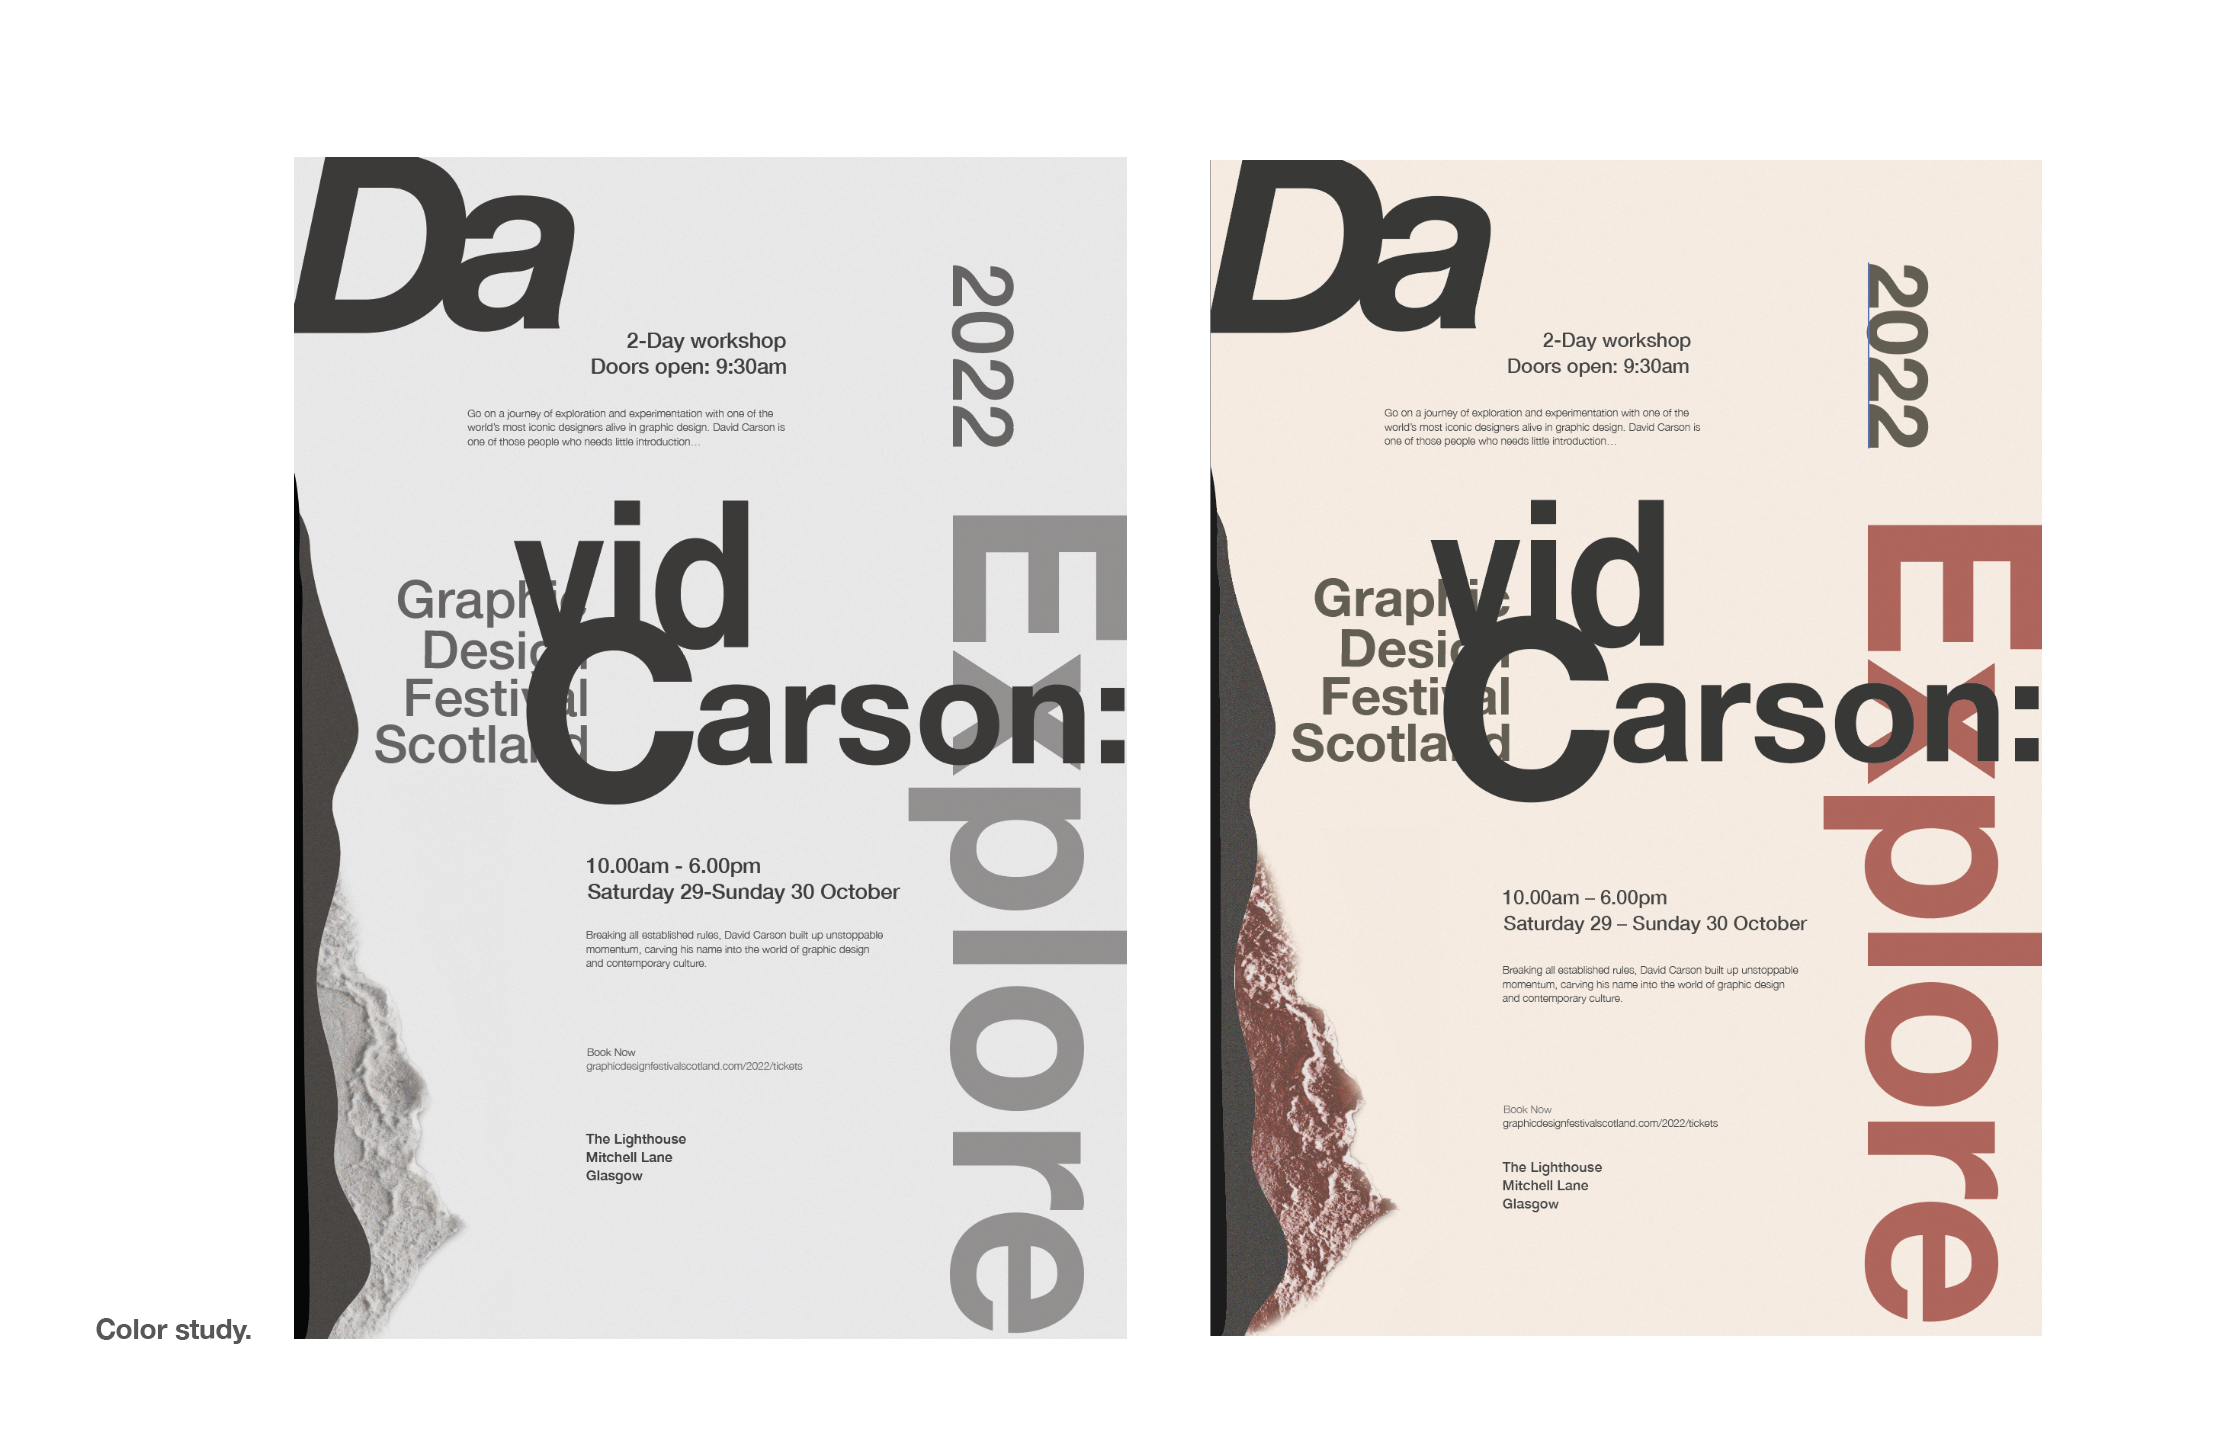 Da
2-Day workshop
Doors open: 9:30am
Go on a journey of exploration and experimentation with one of the
world's most iconic designers alive in graphic design. David Carson is
one of those people who needs little introduction…
2022
vid
Carson:
Graphic
Design
Festival
Scotland
Explore
10.00am - 6.00pm
Saturday 29-Sunday 30 October
Breaking all established rules, David Carson built up unstoppable
momentum, carving his name into the world of graphic design
and contemporary culture.
Book Now
graphicdesignfestivalscotland.com/2022/tickets
The Lighthouse
Mitchell Lane
Glasgow
Da
2-Day workshop
Doors open: 9:30am
Go on a journey of exploration and experimentation with one of the
world's most iconic designers alive in graphic design. David Carson is
one of those people who needs little introduction…
2022
vid
Carson:
Graphic
Design
Festival
Scotland
Explore
10.00am – 6.00pm
Saturday 29 – Sunday 30 October
Breaking all established rules, David Carson built up unstoppable
momentum, carving his name into the world of graphic design
and contemporary culture.
Book Now
graphicdesignfestivalscotland.com/2022/tickets
The Lighthouse
Mitchell Lane
Glasgow
Color study.